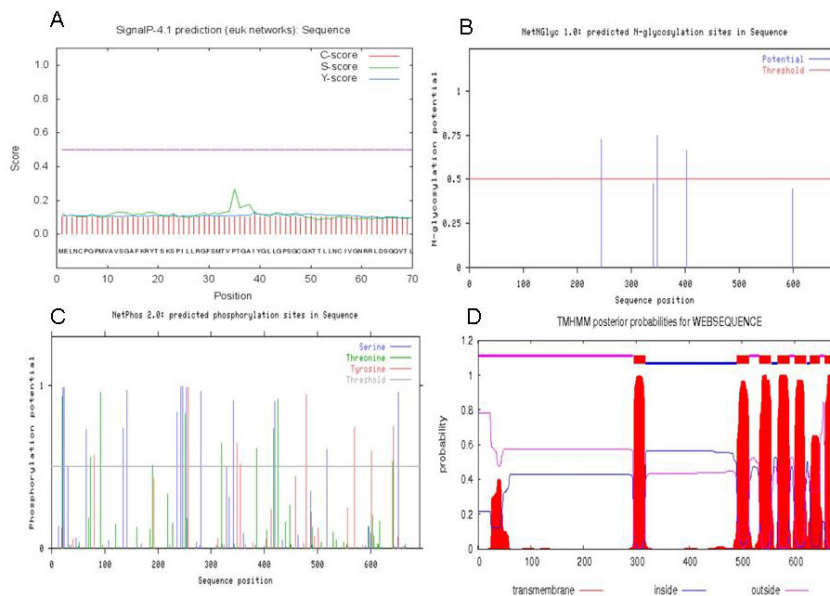 A
SignalP-4.1 prediction (euk networks): Sequence
C-score
S-score
Y-score
1.0
0.8
0.6
0.4
0.2
0.0
Score
0 10 20 30 40 50 60 70
Position
B
NetNGlyc 1.0: predicted N-glycosylation sites in Sequence
Potential
Threshold
1
0.75
0.5
0.25
0
N-glycosylation potential
0 100 200 300 400 500 600
Sequence position
C
NetPhos 2.0: predicted phosphorylation sites in Sequence
Serine
Threonine
Tyrosine
Threshold
1
0
Phosphorylation potential
0 100 200 300 400 500 600
Sequence position
D
TMHMM posterior probabilities for WEBSEQUENCE
1.2
1
0.8
0.6
0.4
0.2
0
probability
0 100 200 300 400 500 600
transmembrane inside outside